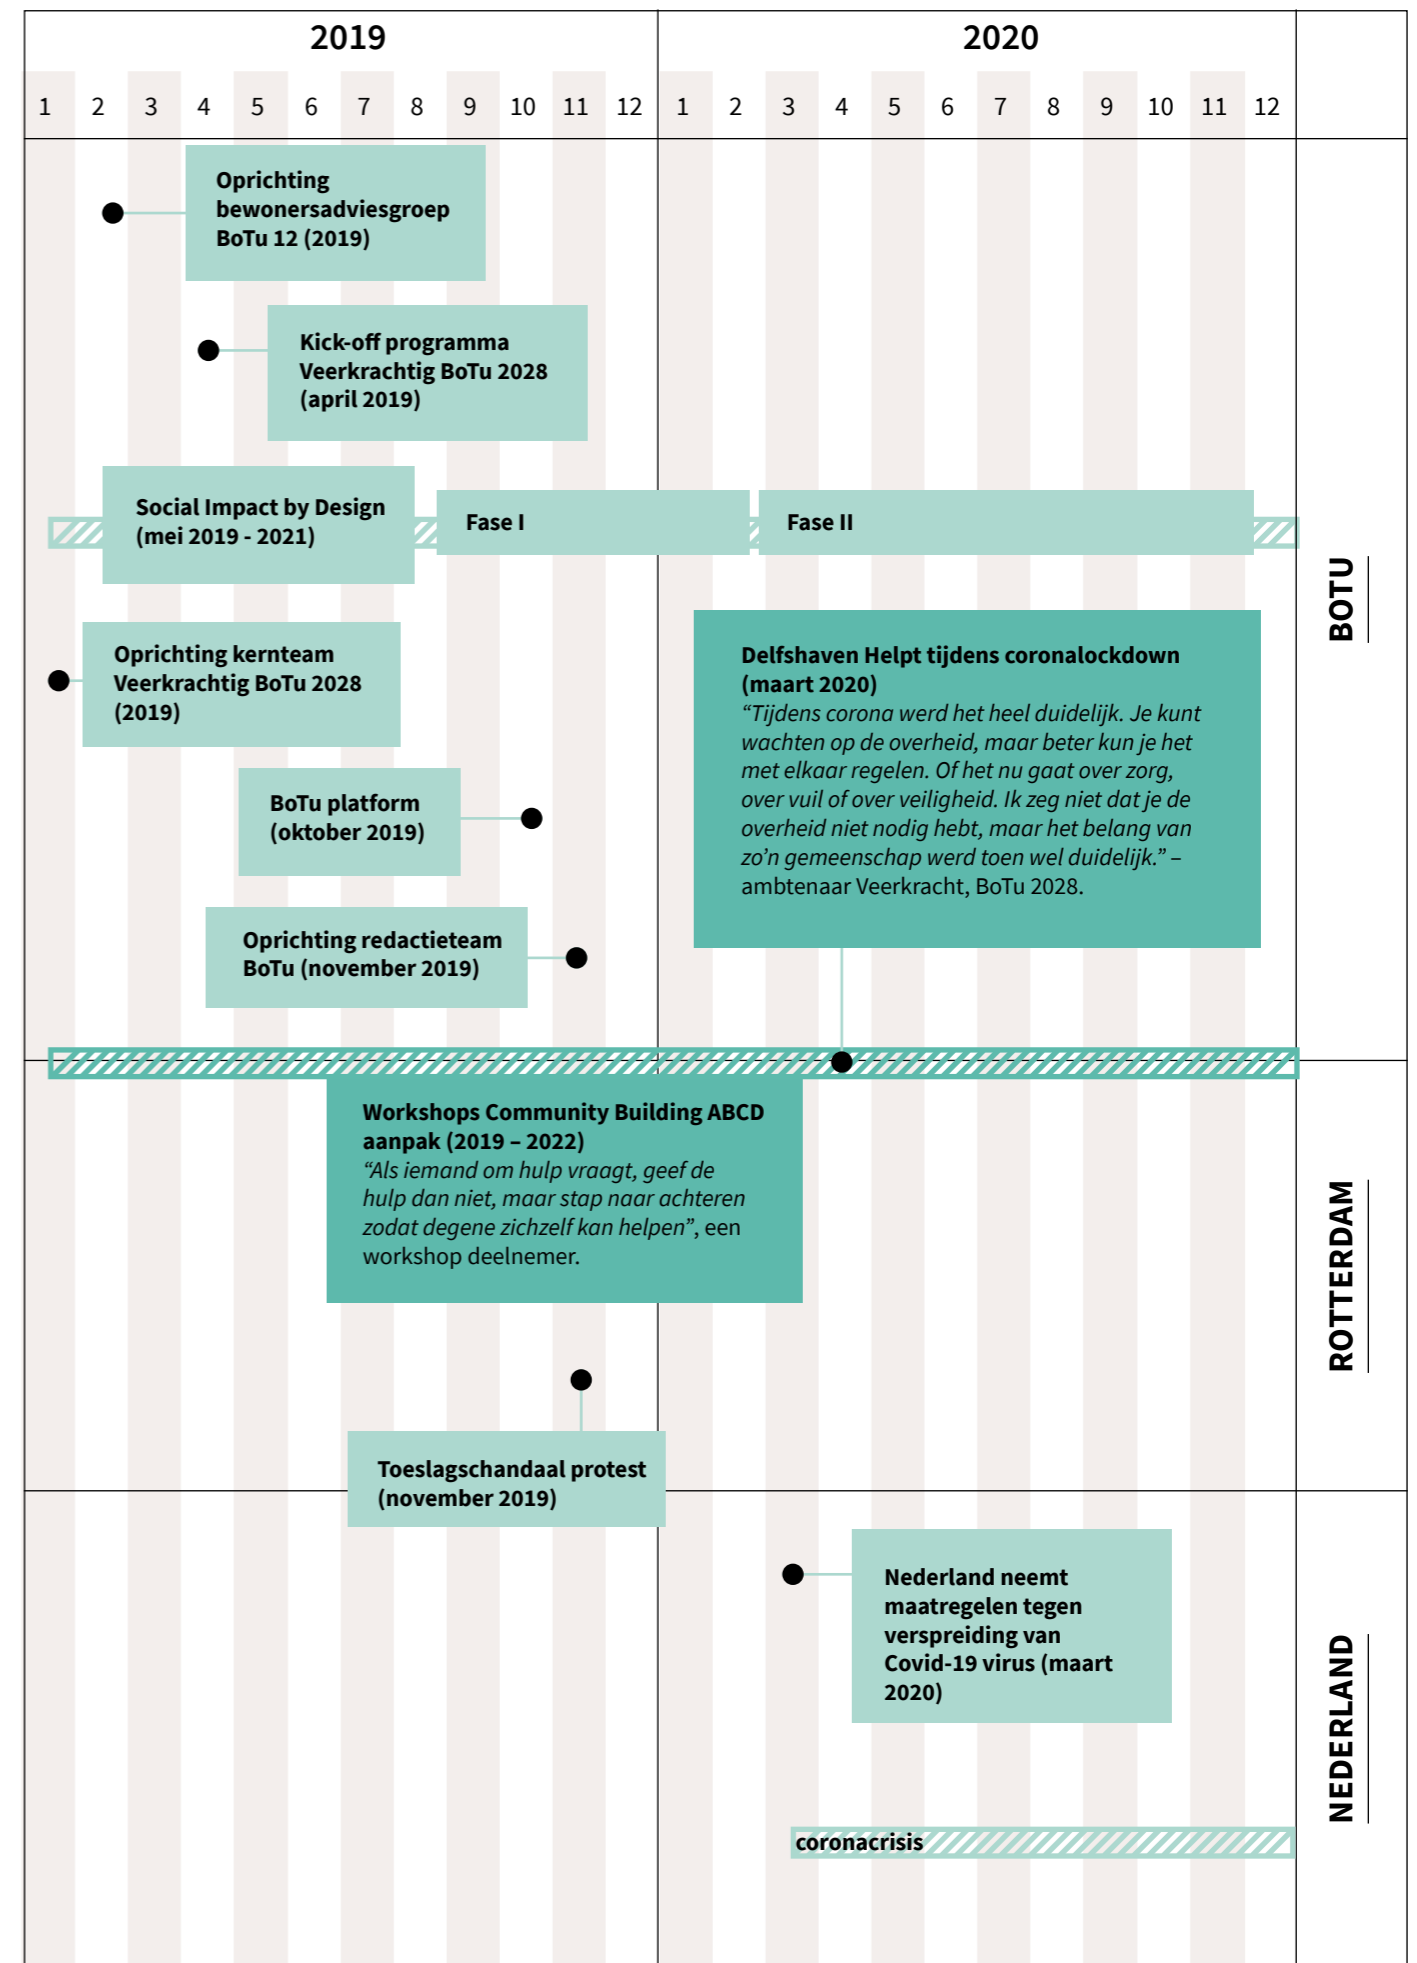 2019
2020
1 2 3 4 5 6 7 8 9 10 11 12 1 2 3 4 5 6 7 8 9 10 11 12
Oprichting
bewonersadviesgroep
BoTu 12 (2019)
Kick-off programma
Veerkrachtig BoTu 2028
(april 2019)
Social Impact by Design
(mei 2019 - 2021)
Fase I
Fase II
Oprichting kernteam
Veerkrachtig BoTu 2028
(2019)
BoTu platform
(oktober 2019)
Oprichting redactieteam
BoTu (november 2019)
Delfshaven Helpt tijdens coronalockdown
(maart 2020)
“Tijdens corona werd het heel duidelijk. Je kunt
wachten op de overheid, maar beter kun je het
met elkaar regelen. Of het nu gaat over zorg,
over vuil of over veiligheid. Ik zeg niet dat je de
overheid niet nodig hebt, maar het belang van
zo’n gemeenschap werd toen wel duidelijk.” –
ambtenaar Veerkracht, BoTu 2028.
BOTU
Workshops Community Building ABCD
aanpak (2019 – 2022)
“Als iemand om hulp vraagt, geef de
hulp dan niet, maar stap naar achteren
zodat degene zichzelf kan helpen”, een
workshop deelnemer.
Toeslagschandaal protest
(november 2019)
ROTTERDAM
Nederland neemt
maatregelen tegen
verspreiding van
Covid-19 virus (maart
2020)
coronacrisis
NEDERLAND